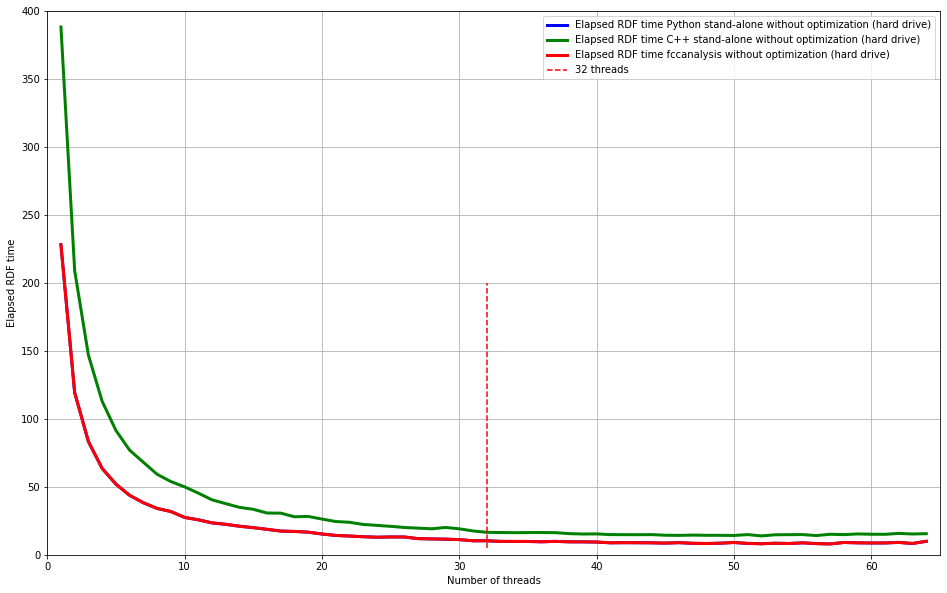 400
350
300
250
200
150
100
50
0
Elapsed RDF time
Elapsed RDF time Python stand-alone without optimization (hard drive)
Elapsed RDF time C++ stand-alone without optimization (hard drive)
Elapsed RDF time fccanalysis without optimization (hard drive)
32 threads
0 10 20 30 40 50 60
Number of threads